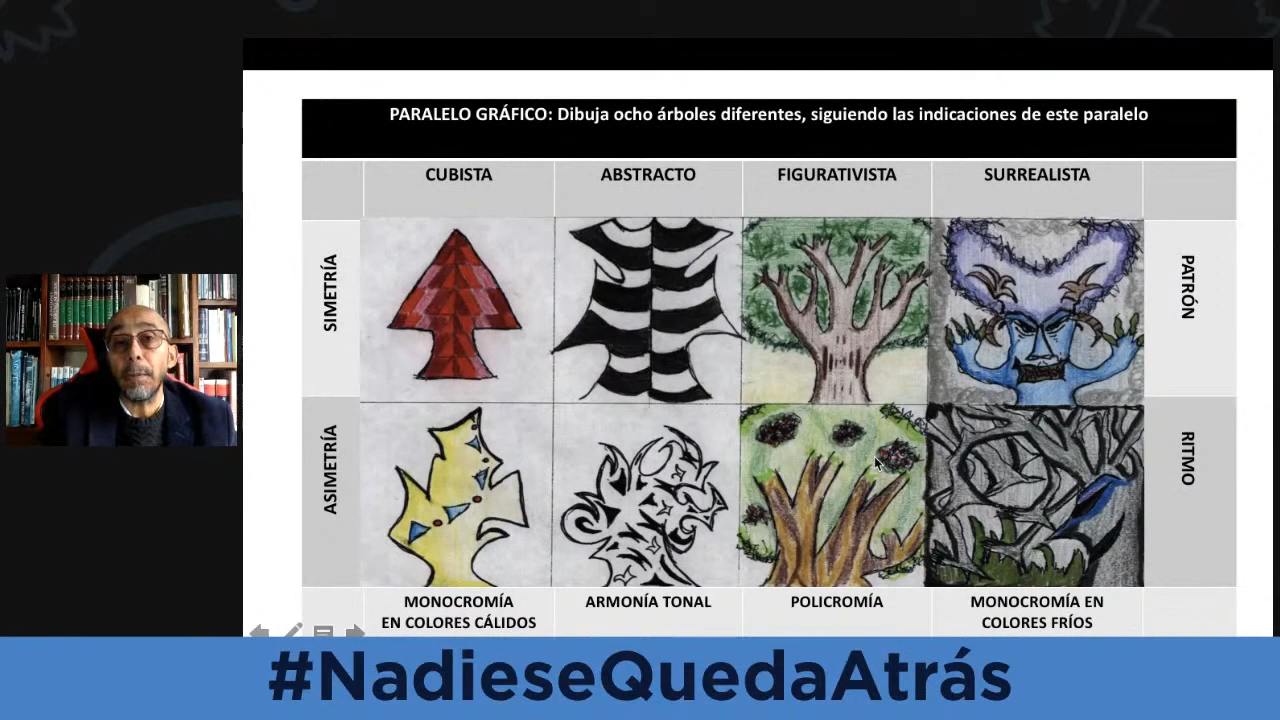 PARALELO GRÁFICO: Dibuja ocho árboles diferentes, siguiendo las indicaciones de este paralelo
CUBISTA ABSTRACTO FIGURATIVISTA SURREALISTA
SIMETRÍA PATRÓN
ASIMETRÍA RITMO
MONOCROMÍA ARMONÍA TONAL POLICROMÍA MONOCROMÍA EN
EN COLORES CÁLIDOS COLORES FRÍOS
#NadieseQuedaAtrás